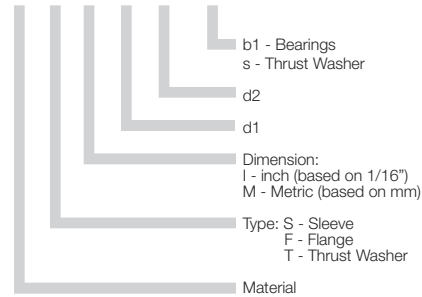 b1 - Bearings
s - Thrust Washer
d2
d1
Dimension:
I - inch (based on 1/16”)
M - Metric (based on mm)
Type: S - Sleeve
F - Flange
T - Thrust Washer
Material